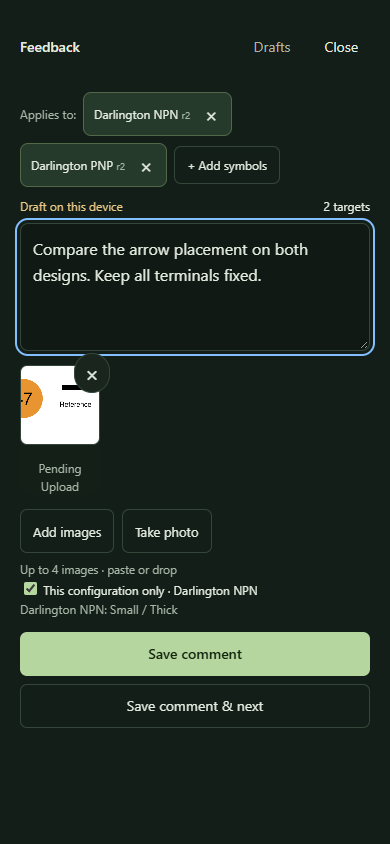 Feedback
Drafts
Close
Applies to:
Darlington NPN r2 ×
Darlington PNP r2 ×
+ Add symbols
Draft on this device
2 targets
Compare the arrow placement on both
designs. Keep all terminals fixed.
×
-7
Reference
Pending
Upload
Add images
Take photo
Up to 4 images · paste or drop
This configuration only · Darlington NPN
Darlington NPN: Small / Thick
Save comment
Save comment & next